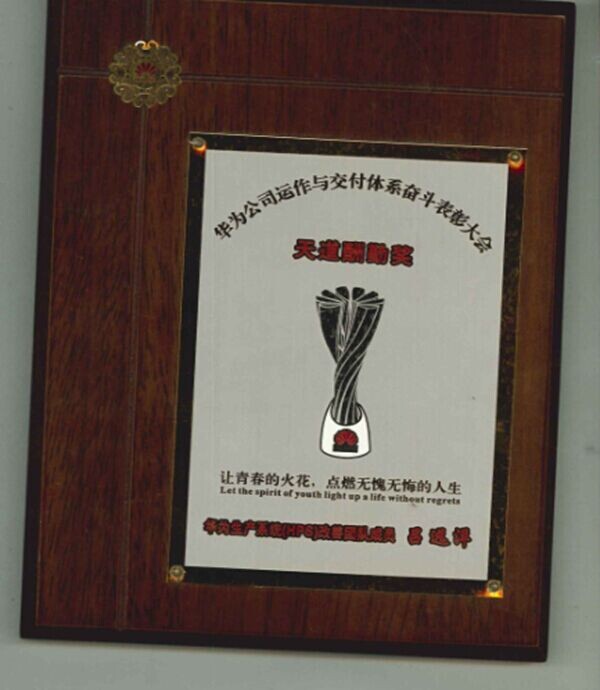 华为公司运作与交付体系奋斗表彰大会
天道酬勤奖
让青春的火花，点燃无愧无悔的人生
Let the spirit of youth light up a life without regrets
华为生产系统(HPS)改善团队成员 吕选洋